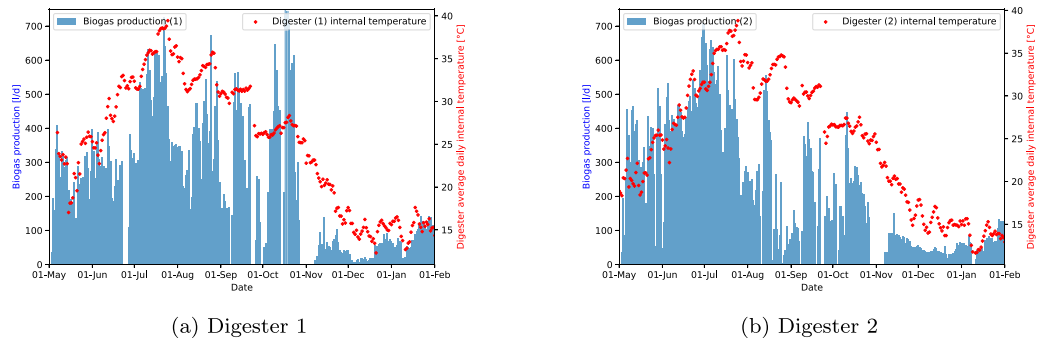 Biogas production (1)
Digester (1) internal temperature
Biogas production [l/d]
700
600
500
400
300
200
100
0
40
35
30
25
20
15
Digester average daily internal temperature [°C]
01-May 01-Jun 01-Jul 01-Aug 01-Sep 01-Oct 01-Nov 01-Dec 01-Jan 01-Feb
Date
(a) Digester 1
Biogas production (2)
Digester (2) internal temperature
Biogas production [l/d]
700
600
500
400
300
200
100
0
40
35
30
25
20
15
Digester average daily internal temperature [°C]
01-May 01-Jun 01-Jul 01-Aug 01-Sep 01-Oct 01-Nov 01-Dec 01-Jan 01-Feb
Date
(b) Digester 2